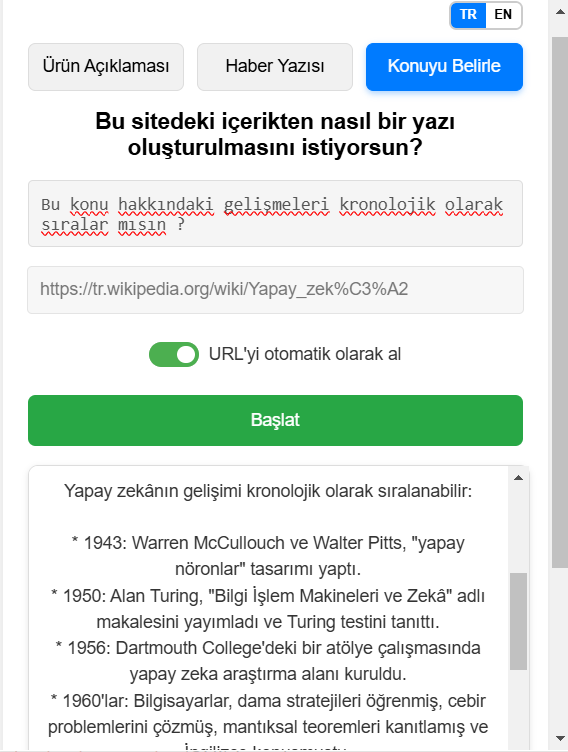 TR EN
Ürün Açıklaması Haber Yazısı Konuyu Belirle
Bu sitedeki içerikten nasıl bir yazı
oluşturulmasını istiyorsun?
Bu konu hakkındaki gelişmeleri kronolojik olarak
sıralar mısın ?
https://tr.wikipedia.org/wiki/Yapay_zek%C3%A2
URL'yi otomatik olarak al
Başlat
Yapay zekânın gelişimi kronolojik olarak sıralanabilir:
* 1943: Warren McCullouch ve Walter Pitts, "yapay
nöronlar" tasarımı yaptı.
* 1950: Alan Turing, "Bilgi İşlem Makineleri ve Zekâ" adlı
makalesini yayımladı ve Turing testini tanıttı.
* 1956: Dartmouth College'deki bir atölye çalışmasında
yapay zeka araştırma alanı kuruldu.
* 1960'lar: Bilgisayarlar, dama stratejileri öğrenmiş, cebir
problemlerini çözmüş, mantıksal teoremleri kanıtlamış ve